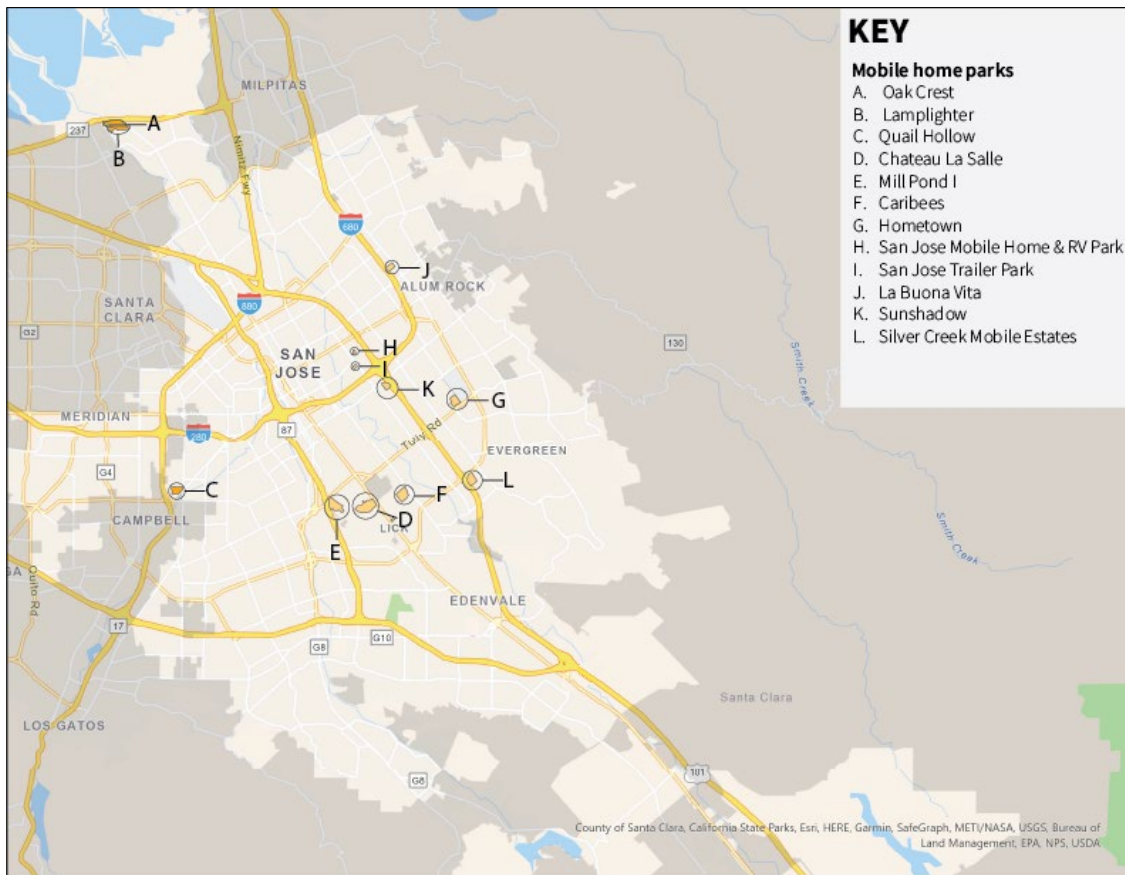 KEY
Mobile home parks
A. Oak Crest
B. Lamplighter
C. Quail Hollow
D. Chateau La Salle
E. Mill Pond I
F. Caribees
G. Hometown
H. San Jose Mobile Home & RV Park
I. San Jose Trailer Park
J. La Buona Vita
K. Sunshadow
L. Silver Creek Mobile Estates
MILPITAS
237
A
B
Nimitz Fwy
680
J
ALUM ROCK
SANTA
CLARA
880
G2
SAN
JOSE
H
I
K
G
130
Smith Creek
MERIDIAN
280
87
Tully Rd
EVERGREEN
G4
C
L
F
D
LICK
E
CAMPBELL
Smith Creek
GA
Quito Rd
EDENVALE
17
G8
G10
Santa Clara
LOS GATOS
G8
101
County of Santa Clara, California State Parks, Esri, HERE, Garmin, SafeGraph, METI/NASA, USGS, Bureau of
Land Management, EPA, NPS, USDA